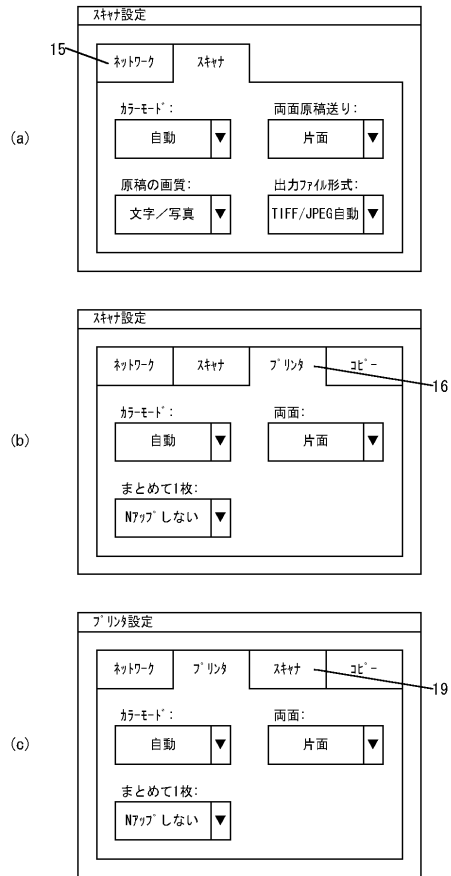 ｽｷｬﾅ設定
15
ﾈｯﾄﾜｰｸ ｽｷｬﾅ
(a)
ｶﾗｰﾓｰﾄﾞ: 両面原稿送り:
自動 ▼ 片面 ▼
原稿の画質: 出力ﾌｧｲﾙ形式:
文字／写真 ▼ TIFF/JPEG自動 ▼
ｽｷｬﾅ設定
ﾈｯﾄﾜｰｸ ｽｷｬﾅ ﾌﾟﾘﾝﾀ ｺﾋﾟｰ
16
(b)
ｶﾗｰﾓｰﾄﾞ: 両面:
自動 ▼ 片面 ▼
まとめて1枚:
Nｱｯﾌﾟしない ▼
ﾌﾟﾘﾝﾀ設定
ﾈｯﾄﾜｰｸ ﾌﾟﾘﾝﾀ ｽｷｬﾅ ｺﾋﾟｰ
19
(c)
ｶﾗｰﾓｰﾄﾞ: 両面:
自動 ▼ 片面 ▼
まとめて1枚:
Nｱｯﾌﾟしない ▼